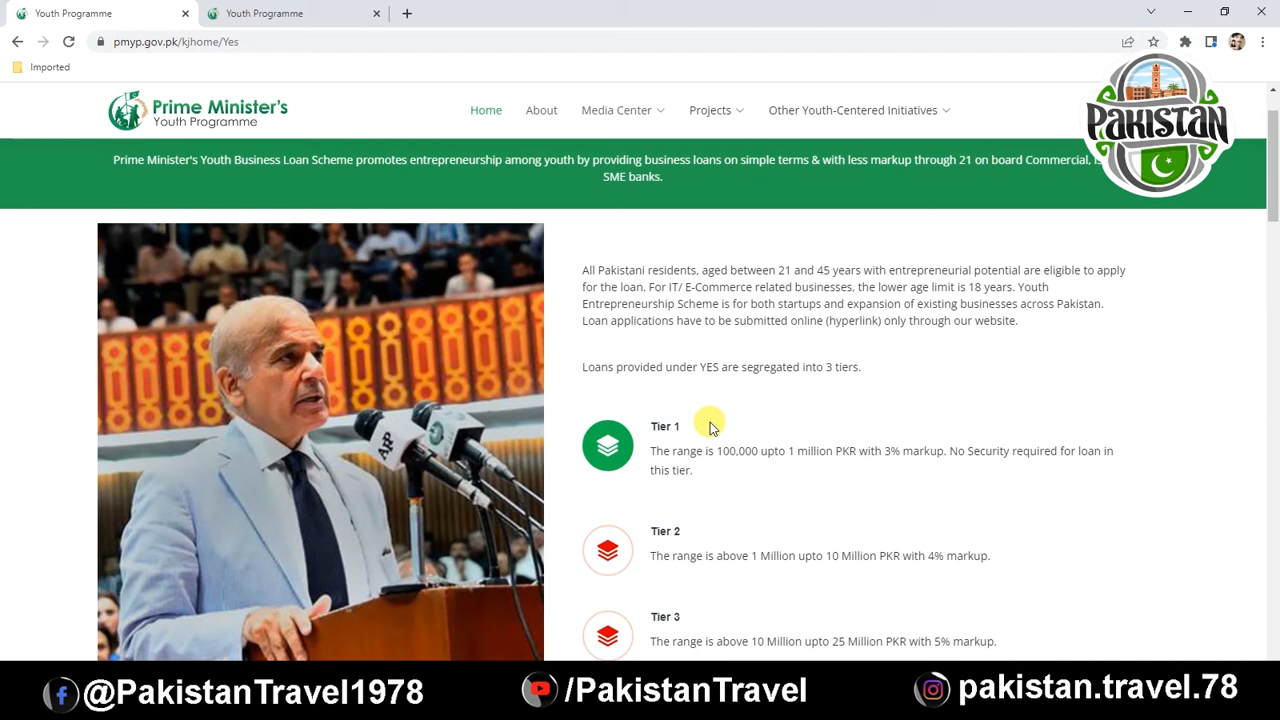 Youth Programme
Youth Programme
pmyp.gov.pk/kjhome/Yes
Imported
Prime Minister's
Youth Programme
Home About Media Center Projects Other Youth-Centered Initiatives
PAKISTAN
Prime Minister's Youth Business Loan Scheme promotes entrepreneurship among youth by providing business loans on simple terms & with less markup through 21 on board Commercial,
SME banks.
All Pakistani residents, aged between 21 and 45 years with entrepreneurial potential are eligible to apply
for the loan. For IT/ E-Commerce related businesses, the lower age limit is 18 years. Youth
Entrepreneurship Scheme is for both startups and expansion of existing businesses across Pakistan.
Loan applications have to be submitted online (hyperlink) only through our website.
Loans provided under YES are segregated into 3 tiers.
Tier 1
The range is 100,000 upto 1 million PKR with 3% markup. No Security required for loan in
this tier.
Tier 2
The range is above 1 Million upto 10 Million PKR with 4% markup.
Tier 3
The range is above 10 Million upto 25 Million PKR with 5% markup.
AJP
@PakistanTravel1978
/PakistanTravel
pakistan.travel.78